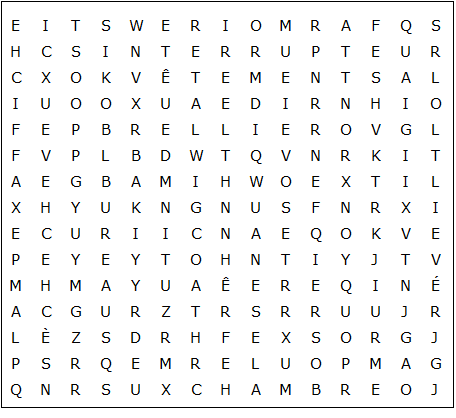 E I T S W E R I O M R A F Q S
H C S I N T E R R U P T E U R
C X O K V Ê T E M E N T S A L
I U O O X U A E D I R N H I O
F E P B R E L L I E R O V G L
F V P L B D W T Q V N R K I T
A E G B A M I H W O E X T I L
X H Y U K N G N U S F N R X I
E C U R I I C N A E Q O K V E
P E Y E Y T O H N T I Y J T V
M H M A Y U A Ê E R E Q I N É
A C G U R Z T R S R R U U J R
L È Z S D R H F E X S O R G J
P S R Q E M R E L U O P M A G
Q N R S U X C H A M B R E O J